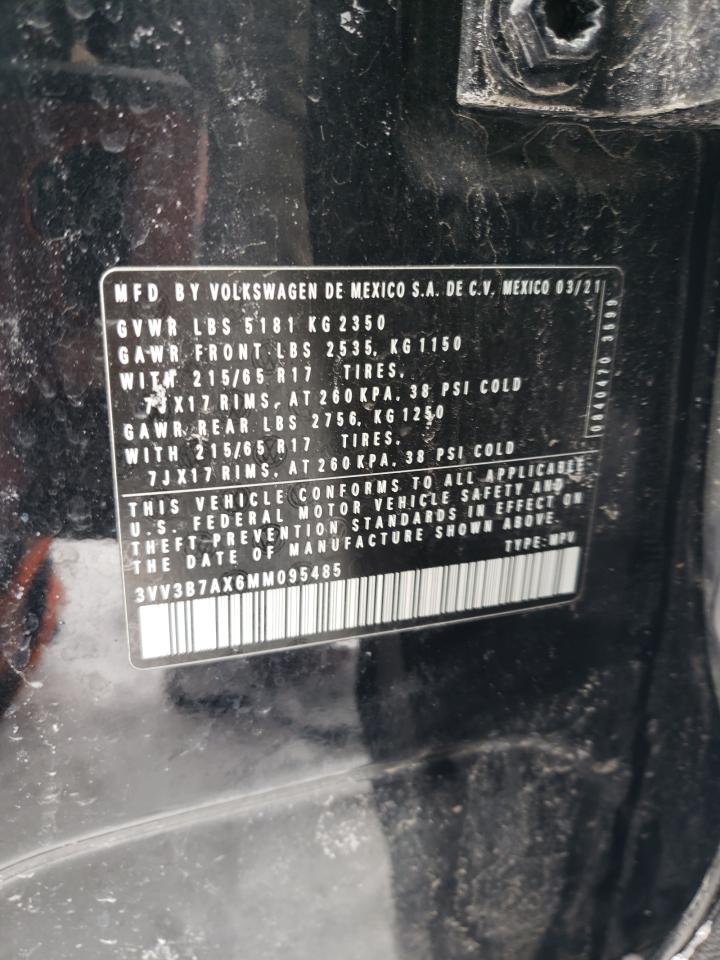 MFD BY VOLKSWAGEN DE MEXICO S.A. DE C.V. MEXICO 03/21
GVWR LBS 5181 KG 2350
GAWR FRONT LBS 2535, KG 1150
WITH 215/65 R17 TIRES,
7JX17 RIMS, AT 260 KPA, 38 PSI COLD
GAWR REAR LBS 2756, KG 1250
WITH 215/65 R17 TIRES,
7JX17 RIMS, AT 260 KPA, 38 PSI COLD
THIS VEHICLE CONFORMS TO ALL APPLICABLE
U.S. FEDERAL MOTOR VEHICLE SAFETY AND
THEFT PREVENTION STANDARDS IN EFFECT ON
THE DATE OF MANUFACTURE SHOWN ABOVE.
TYPE: MPV
3VV3B7AX6MM095485